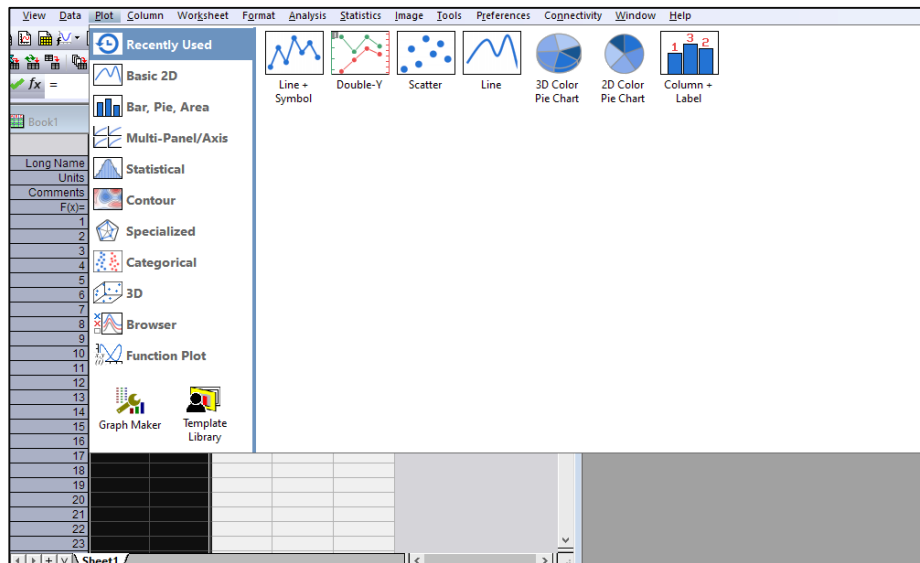 View Data Plot Column Worksheet Format Analysis Statistics Image Tools Preferences Connectivity Window Help
fx =
Book1
Long Name
Units
Comments
F(x)=
1
2
3
4
5
6
7
8
9
10
11
12
13
14
15
16
17
18
19
20
21
22
23
Sheet1
Recently Used
Basic 2D
Bar, Pie, Area
Multi-Panel/Axis
Statistical
Contour
Specialized
Categorical
3D
Browser
Function Plot
Graph Maker
Template
Library
Line +
Symbol
Double-Y
Scatter
Line
3D Color
Pie Chart
2D Color
Pie Chart
1 3 2
Column +
Label